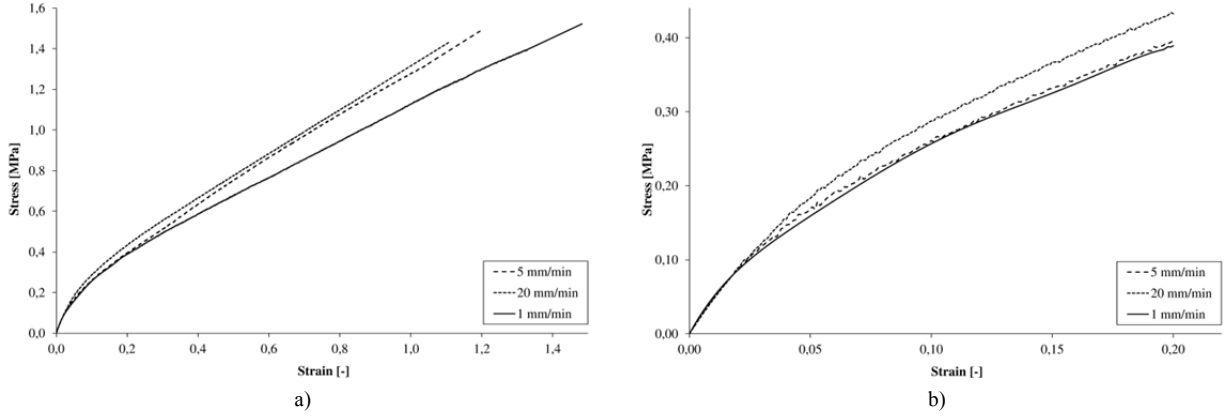 1,6
1,4
1,2
1,0
0,8
0,6
0,4
0,2
0,0
Stress [MPa]
0,0 0,2 0,4 0,6 0,8 1,0 1,2 1,4
Strain [-]
5 mm/min
20 mm/min
1 mm/min
a)
0,40
0,30
0,20
0,10
0,00
Stress [MPa]
0,00 0,05 0,10 0,15 0,20
Strain [-]
5 mm/min
20 mm/min
1 mm/min
b)